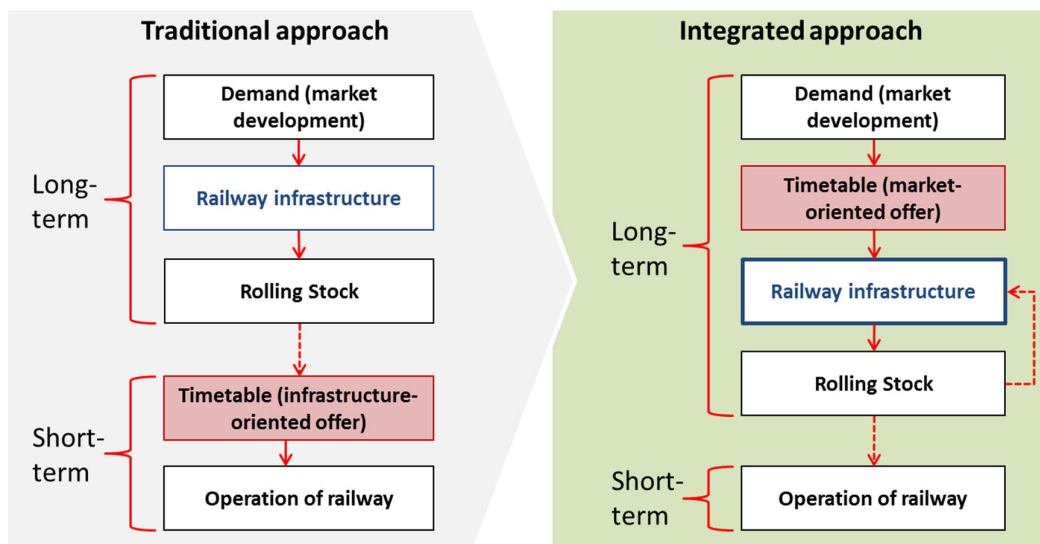 Traditional approach
Demand (market
development)
Railway infrastructure
Long-
term
Rolling Stock
Timetable (infrastructure-
oriented offer)
Short-
term
Operation of railway
Integrated approach
Demand (market
development)
Timetable (market-
oriented offer)
Long-
term
Railway infrastructure
Rolling Stock
Short-
term
Operation of railway